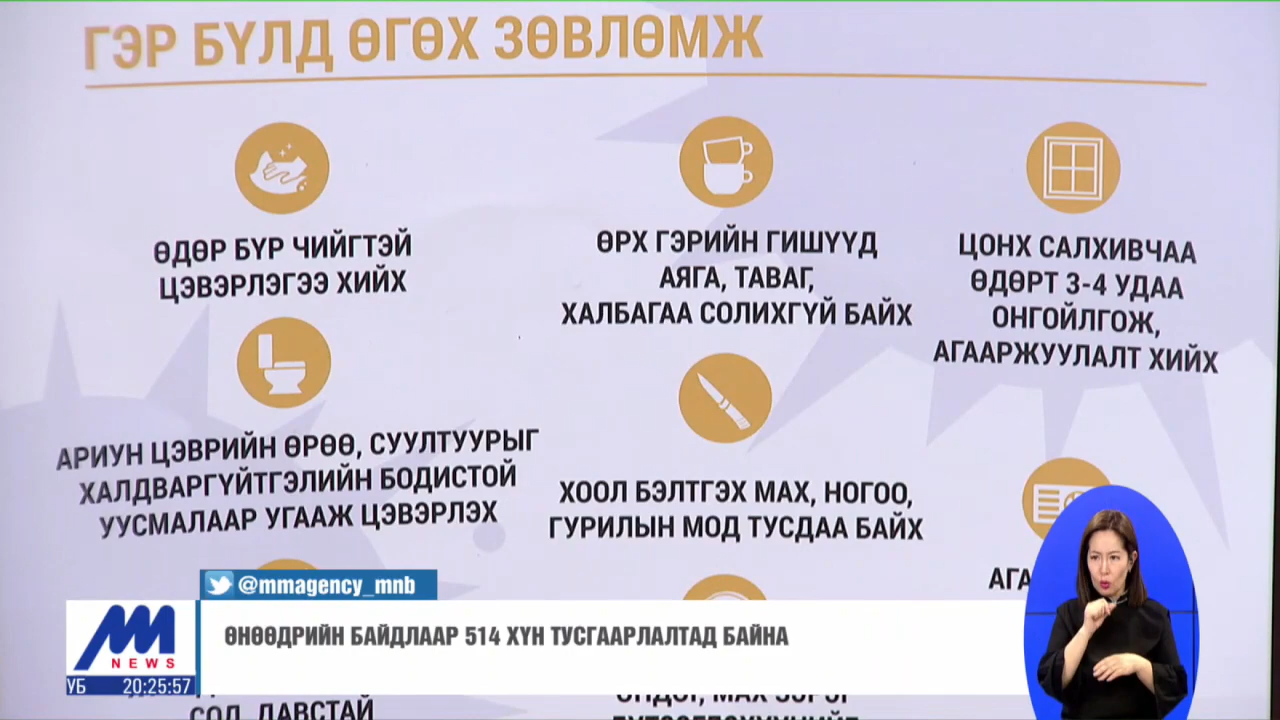 ГЭР БҮЛД ӨГӨХ ЗӨВЛӨМЖ
ӨДӨР БҮР ЧИЙГТЭЙ
ЦЭВЭРЛЭГЭЭ ХИЙХ
ӨРХ ГЭРИЙН ГИШҮҮД
АЯГА, ТАВАГ,
ХАЛБАГАА СОЛИХГҮЙ БАЙХ
ЦОНХ САЛХИВЧАА
ӨДӨРТ 3-4 УДАА
ОНГОЙЛГОЖ,
АГААРЖУУЛАЛТ ХИЙХ
АРИУН ЦЭВРИЙН ӨРӨӨ, СУУЛТУУРЫГ
ХАЛДВАРГҮЙТГЭЛИЙН БОДИСТОЙ
УУСМАЛААР УГААЖ ЦЭВЭРЛЭХ
ХООЛ БЭЛТГЭХ МАХ, НОГОО,
ГУРИЛЫН МОД ТУСДАА БАЙХ
@mmagency_mnb
ӨНӨӨДРИЙН БАЙДЛААР 514 ХҮН ТУСГААРЛАЛТАД БАЙНА
MM
NEWS
УБ 20:25:57
ДАВСТАЙ